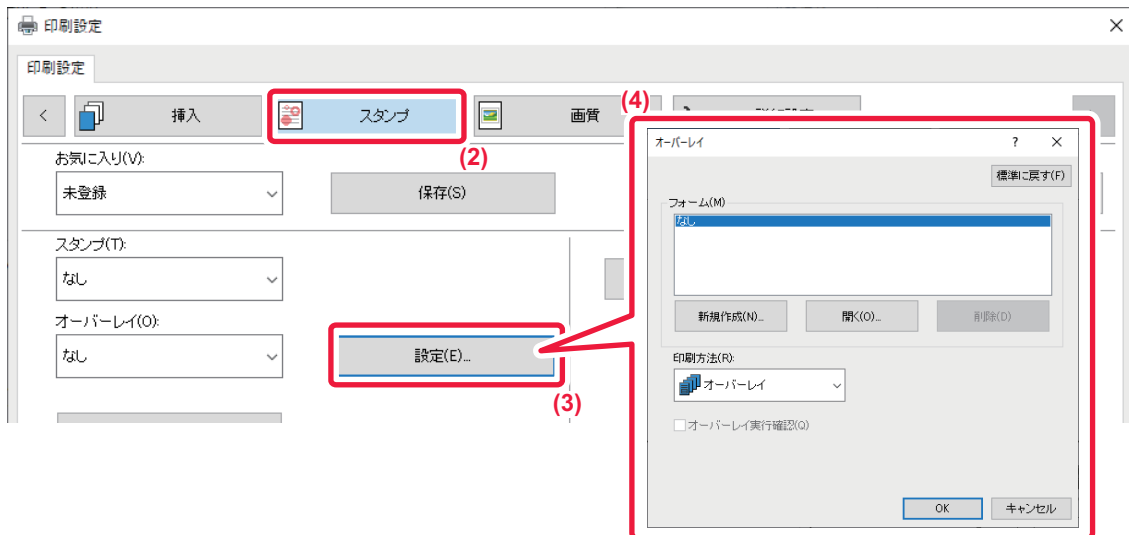 印刷設定
印刷設定
挿入
スタンプ
画質
(4)
(2)
お気に入り(V):
未登録
保存(S)
スタンプ(T):
なし
オーバーレイ(O):
なし
設定(E)...
(3)
オーバーレイ
標準に戻す(F)
フォーム(M)
なし
新規作成(N)...
開く(O)...
削除(D)
印刷方法(R):
オーバーレイ
オーバーレイ実行確認(Q)
OK
キャンセル